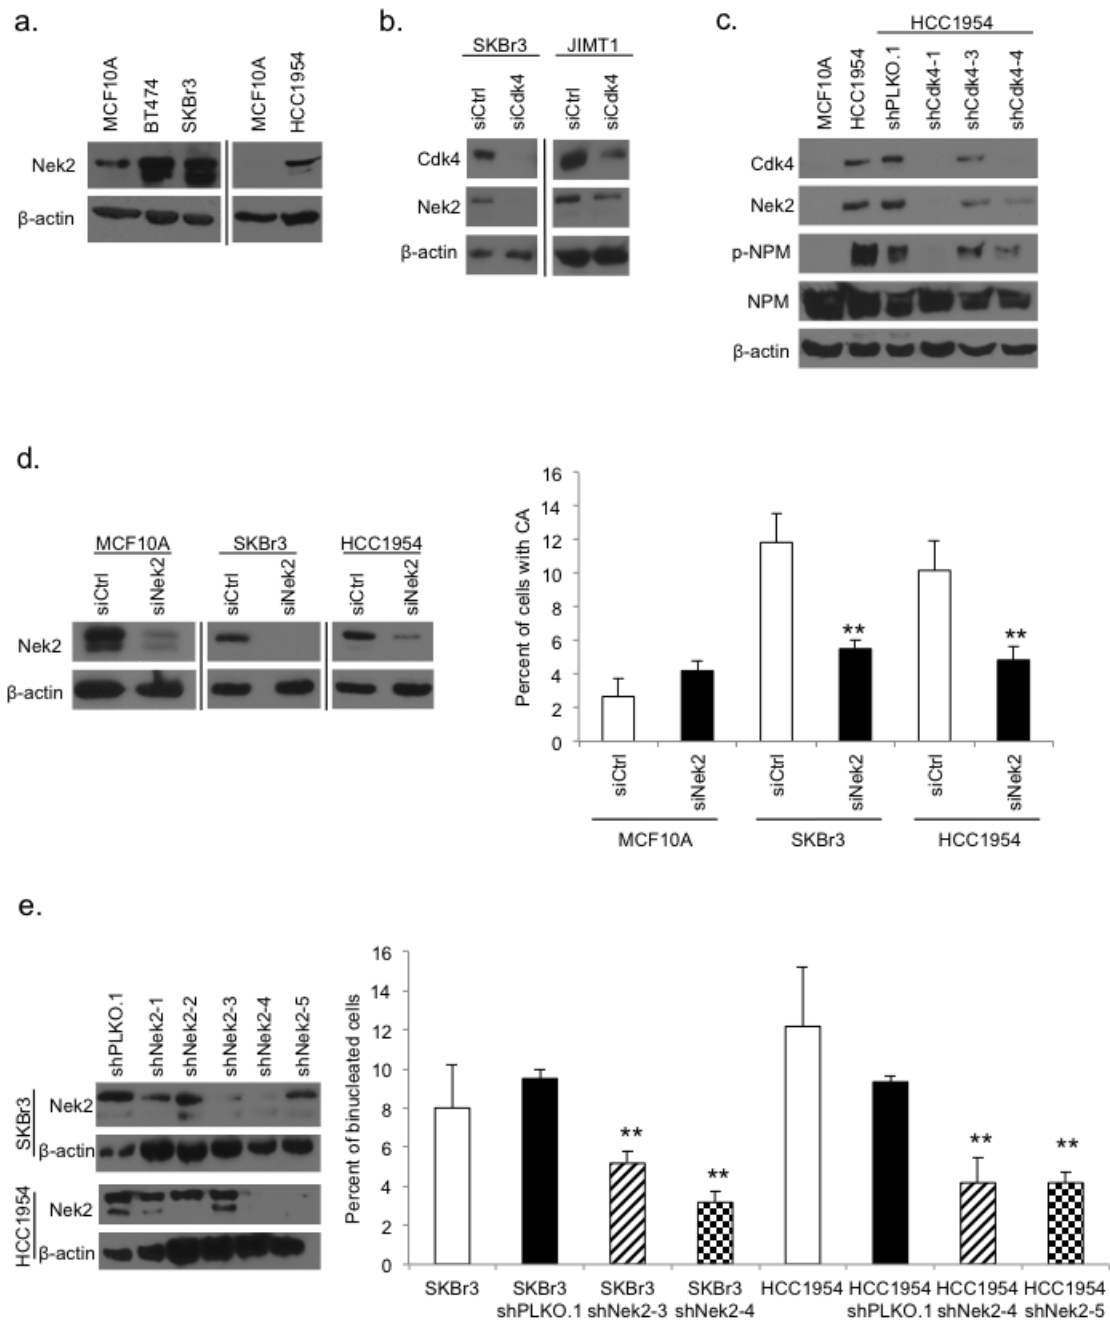 a.
MCF10A
BT474
SKBr3
MCF10A
HCC1954
Nek2
β-actin
b.
SKBr3
JIMT1
siCtrl
siCdk4
siCtrl
siCdk4
Cdk4
Nek2
β-actin
c.
HCC1954
MCF10A
HCC1954
shPLKO.1
shCdk4-1
shCdk4-3
shCdk4-4
Cdk4
Nek2
p-NPM
NPM
β-actin
d.
MCF10A
SKBr3
HCC1954
siCtrl
siNek2
siCtrl
siNek2
siCtrl
siNek2
Nek2
β-actin
Percent of cells with CA
16
14
12
10
8
6
4
2
0
**
**
siCtrl
siNek2
siCtrl
siNek2
siCtrl
siNek2
MCF10A
SKBr3
HCC1954
e.
shPLKO.1
shNek2-1
shNek2-2
shNek2-3
shNek2-4
shNek2-5
SKBr3
Nek2
β-actin
HCC1954
Nek2
β-actin
Percent of binucleated cells
16
14
12
10
8
6
4
2
0
**
**
**
**
SKBr3
SKBr3 shPLKO.1
SKBr3 shNek2-3
SKBr3 shNek2-4
HCC1954
HCC1954 shPLKO.1
HCC1954 shNek2-4
HCC1954 shNek2-5